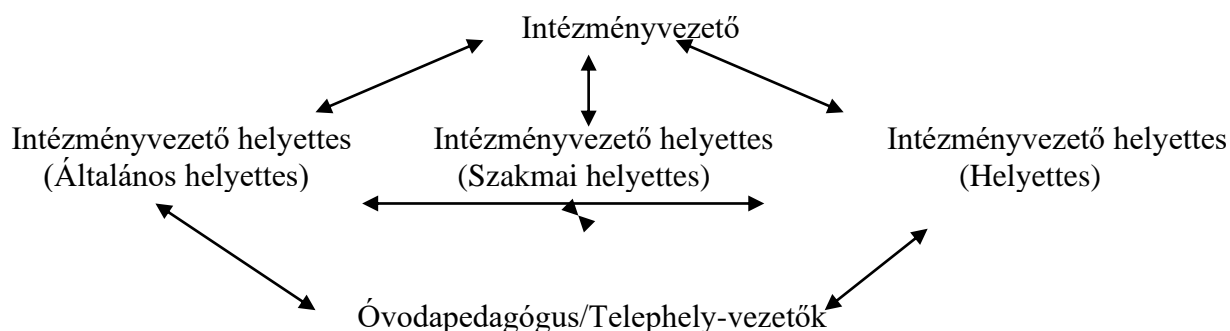 Intézményvezető
Intézményvezető helyettes Intézményvezető helyettes Intézményvezető helyettes
(Általános helyettes) (Szakmai helyettes) (Helyettes)
Óvodapedagógus/Telephely-vezetők